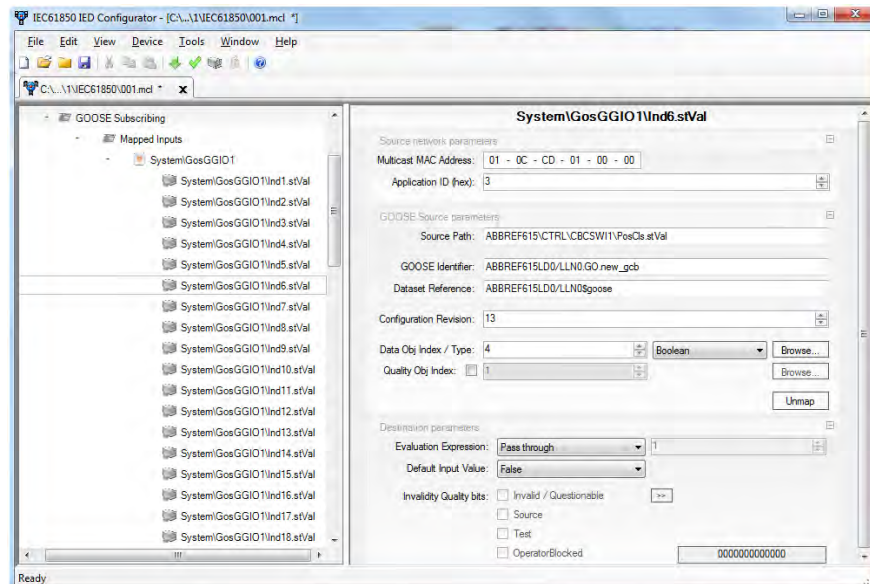 IEC61850 IED Configurator - [C:\...\1\IEC61850\001.mcl *]
File Edit View Device Tools Window Help
C:\...\1\IEC61850\001.mcl * x
GOOSE Subscribing
Mapped Inputs
System\GosGGIO1
System\GosGGIO1\Ind1.stVal
System\GosGGIO1\Ind2.stVal
System\GosGGIO1\Ind3.stVal
System\GosGGIO1\Ind4.stVal
System\GosGGIO1\Ind5.stVal
System\GosGGIO1\Ind6.stVal
System\GosGGIO1\Ind7.stVal
System\GosGGIO1\Ind8.stVal
System\GosGGIO1\Ind9.stVal
System\GosGGIO1\Ind10.stVal
System\GosGGIO1\Ind11.stVal
System\GosGGIO1\Ind12.stVal
System\GosGGIO1\Ind13.stVal
System\GosGGIO1\Ind14.stVal
System\GosGGIO1\Ind15.stVal
System\GosGGIO1\Ind16.stVal
System\GosGGIO1\Ind17.stVal
System\GosGGIO1\Ind18.stVal
System\GosGGIO1\Ind6.stVal
Source network parameters
Multicast MAC Address: 01 - 0C - CD - 01 - 00 - 00
Application ID (hex): 3
GOOSE Source parameters
Source Path: ABBREF615\CTRL\CBCSWI1\PosCls.stVal
GOOSE Identifier: ABBREF615LD0/LLN0.GO.new_gcb
Dataset Reference: ABBREF615LD0/LLN0$goose
Configuration Revision: 13
Data Obj Index / Type: 4 Boolean Browse...
Quality Obj Index: 1 Browse...
Unmap
Destination parameters
Evaluation Expression: Pass through 1
Default Input Value: False
Invalidity Quality bits: Invalid / Questionable >>
Source
Test
OperatorBlocked 0000000000000
Ready